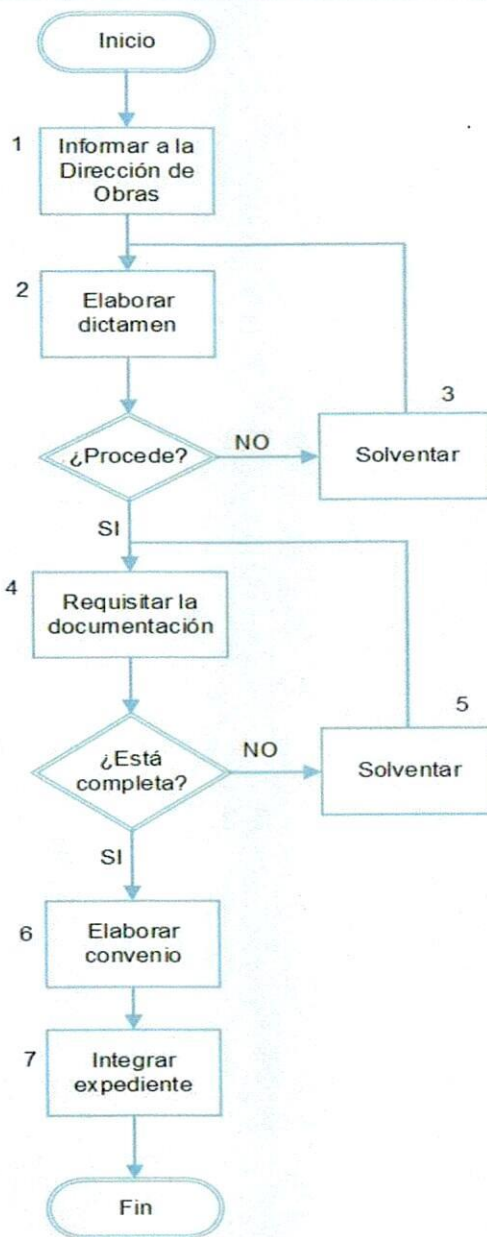 Inicio
1
Informar a la
Dirección de
Obras
2
Elaborar
dictamen
3
¿Procede?
NO
Solventar
SI
4
Requisitar la
documentación
5
¿Está
completa?
NO
Solventar
SI
6
Elaborar
convenio
7
Integrar
expediente
Fin